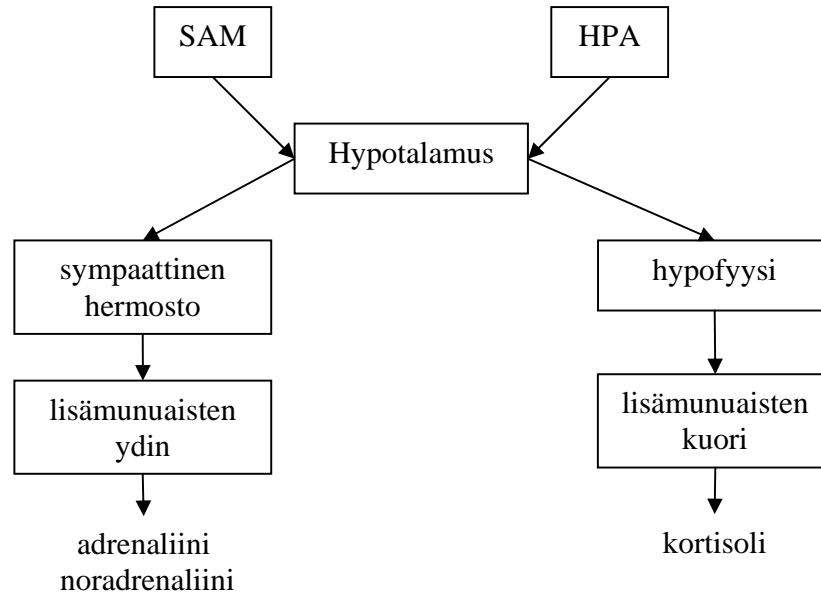 SAM
HPA
Hypotalamus
sympaattinen
hermosto
hypofyysi
lisämunuaisten
ydin
lisämunuaisten
kuori
adrenaliini
noradrenaliini
kortisoli